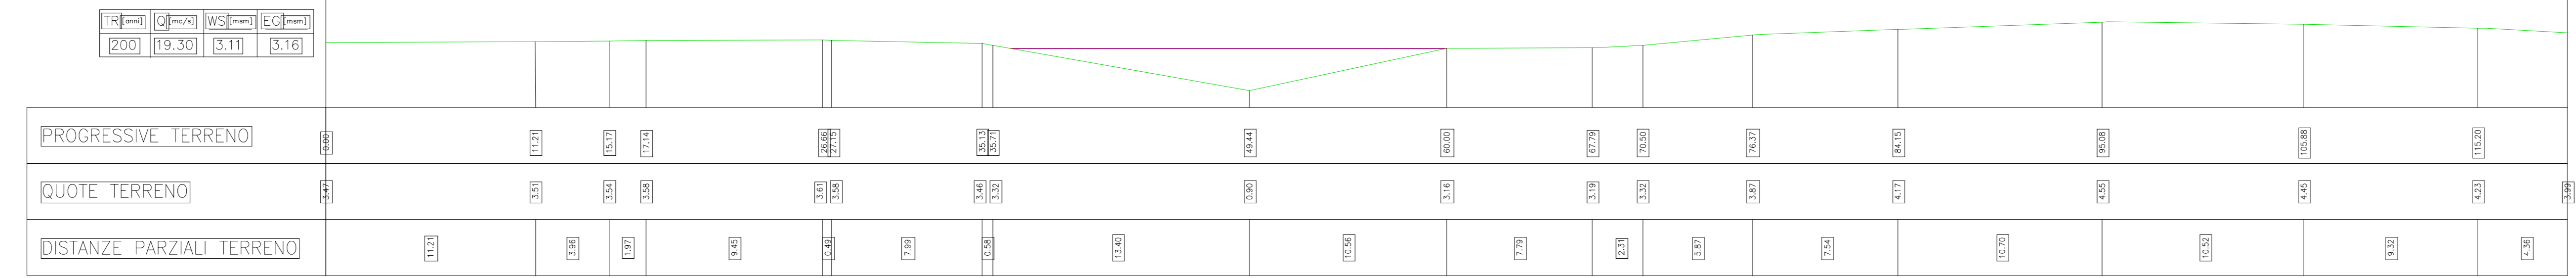 TR [anni] Q [mc/s] WS [msm] EG [msm]
200 19.30 3.11 3.16
PROGRESSIVE TERRENO 0.00 11.21 15.17 17.14 26.66 27.15 35.13 35.71 49.44 60.00 67.79 70.50 76.37 84.15 95.08 105.88 115.20
QUOTE TERRENO 3.47 3.51 3.54 3.58 3.61 3.58 3.46 3.32 0.90 3.16 3.19 3.32 3.87 4.17 4.55 4.45 4.23 3.99
DISTANZE PARZIALI TERRENO 11.21 3.96 1.97 9.45 0.49 7.99 0.58 13.40 10.56 7.79 2.31 5.87 7.54 10.70 10.52 9.32 4.36